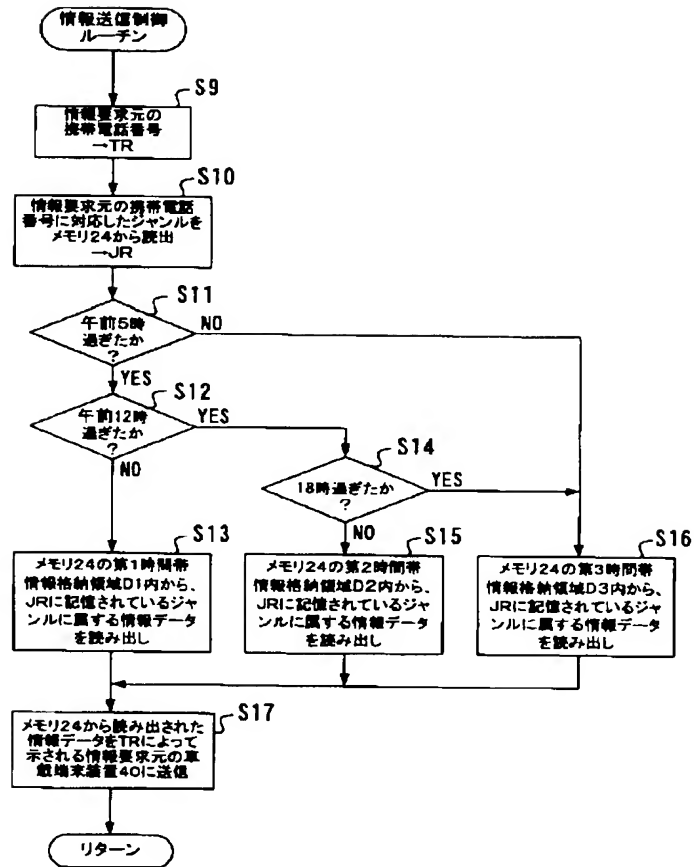 情報送信制御
ルーチン
S9
情報要求元の
携帯電話番号
→TR
S10
情報要求元の携帯電話
番号に対応したジャンルを
メモリ24から読出
→JR
S11
午前5時
過ぎたか
?
NO
YES
S12
午前12時
過ぎたか
?
YES
NO
S14
18時過ぎたか
?
YES
NO
S13
メモリ24の第1時間帯
情報格納領域D1内から、
JRに記憶されているジャ
ンルに属する情報データ
を読み出し
S15
メモリ24の第2時間帯
情報格納領域D2内から、
JRに記憶されているジャ
ンルに属する情報データ
を読み出し
S16
メモリ24の第3時間帯
情報格納領域D3内から、
JRに記憶されているジャ
ンルに属する情報データ
を読み出し
S17
メモリ24から読み出された
情報データをTRによって
示される情報要求元の車
載端末装置40に送信
リターン